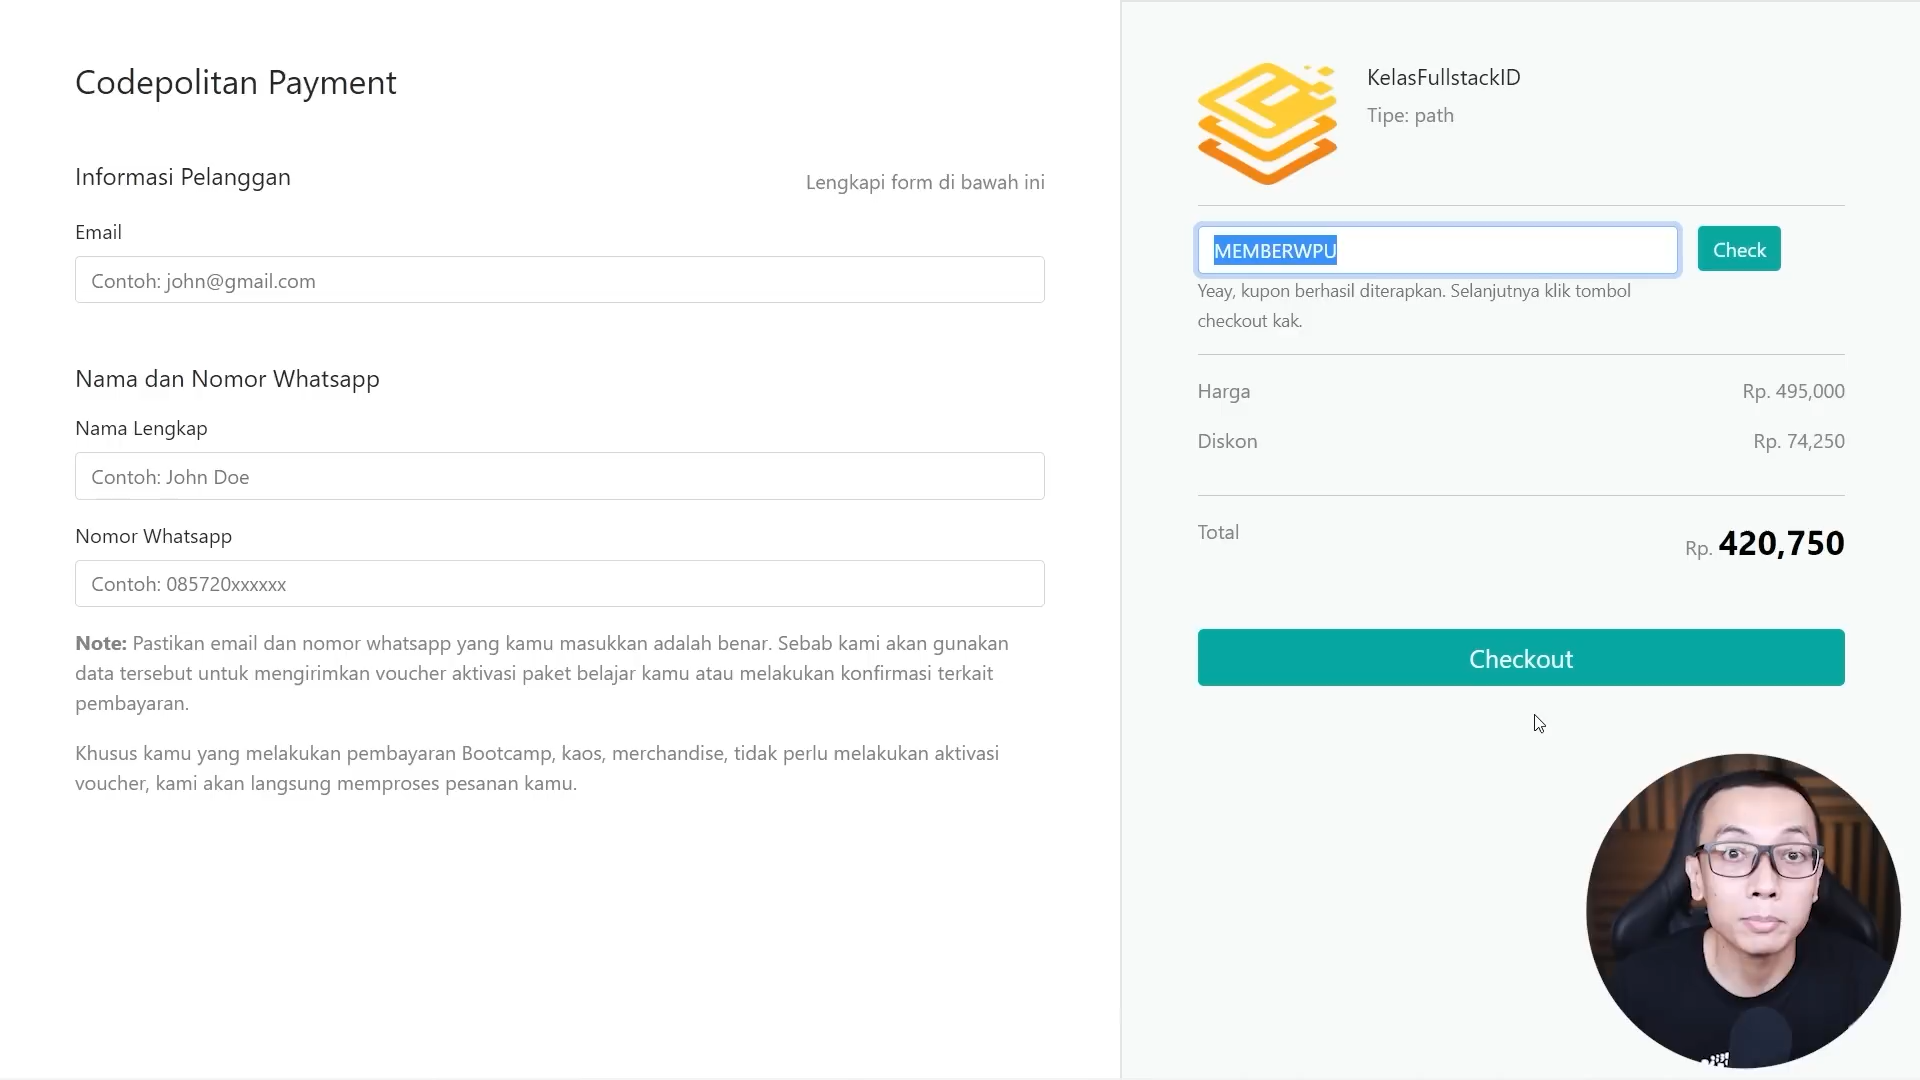 Codepolitan Payment
Informasi Pelanggan
Lengkapi form di bawah ini
Email
Contoh: john@gmail.com
Nama dan Nomor Whatsapp
Nama Lengkap
Contoh: John Doe
Nomor Whatsapp
Contoh: 085720xxxxxx
Note: Pastikan email dan nomor whatsapp yang kamu masukkan adalah benar. Sebab kami akan gunakan
data tersebut untuk mengirimkan voucher aktivasi paket belajar kamu atau melakukan konfirmasi terkait
pembayaran.
Khusus kamu yang melakukan pembayaran Bootcamp, kaos, merchandise, tidak perlu melakukan aktivasi
voucher, kami akan langsung memproses pesanan kamu.
KelasFullstackID
Tipe: path
MEMBERWPU
Check
Yeay, kupon berhasil diterapkan. Selanjutnya klik tombol
checkout kak.
Harga Rp. 495,000
Diskon Rp. 74,250
Total Rp. 420,750
Checkout